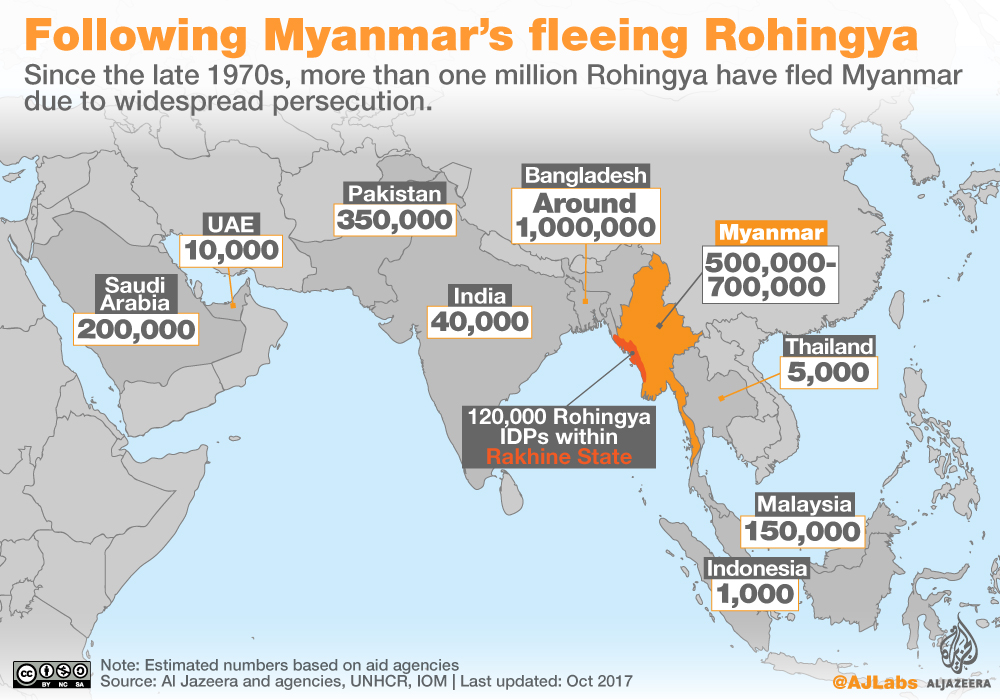 Following Myanmar's fleeing Rohingya
Since the late 1970s, more than one million Rohingya have fled Myanmar
due to widespread persecution.
Bangladesh
Around
1,000,000
Pakistan
350,000
UAE
10,000
Myanmar
500,000-
700,000
Saudi
Arabia
200,000
India
40,000
Thailand
5,000
120,000 Rohingya
IDPs within
Rakhine State
Malaysia
150,000
Indonesia
1,000
cc BY NC SA
Note: Estimated numbers based on aid agencies
Source: Al Jazeera and agencies, UNHCR, IOM | Last updated: Oct 2017
@AJLabs ALJAZEERA